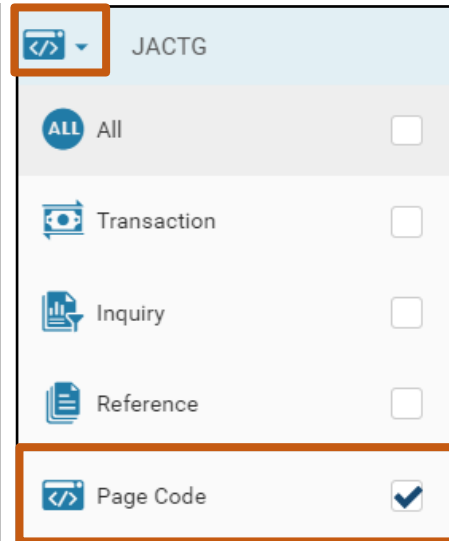 </> JACTG
ALL All
Transaction
Inquiry
Reference
</> Page Code